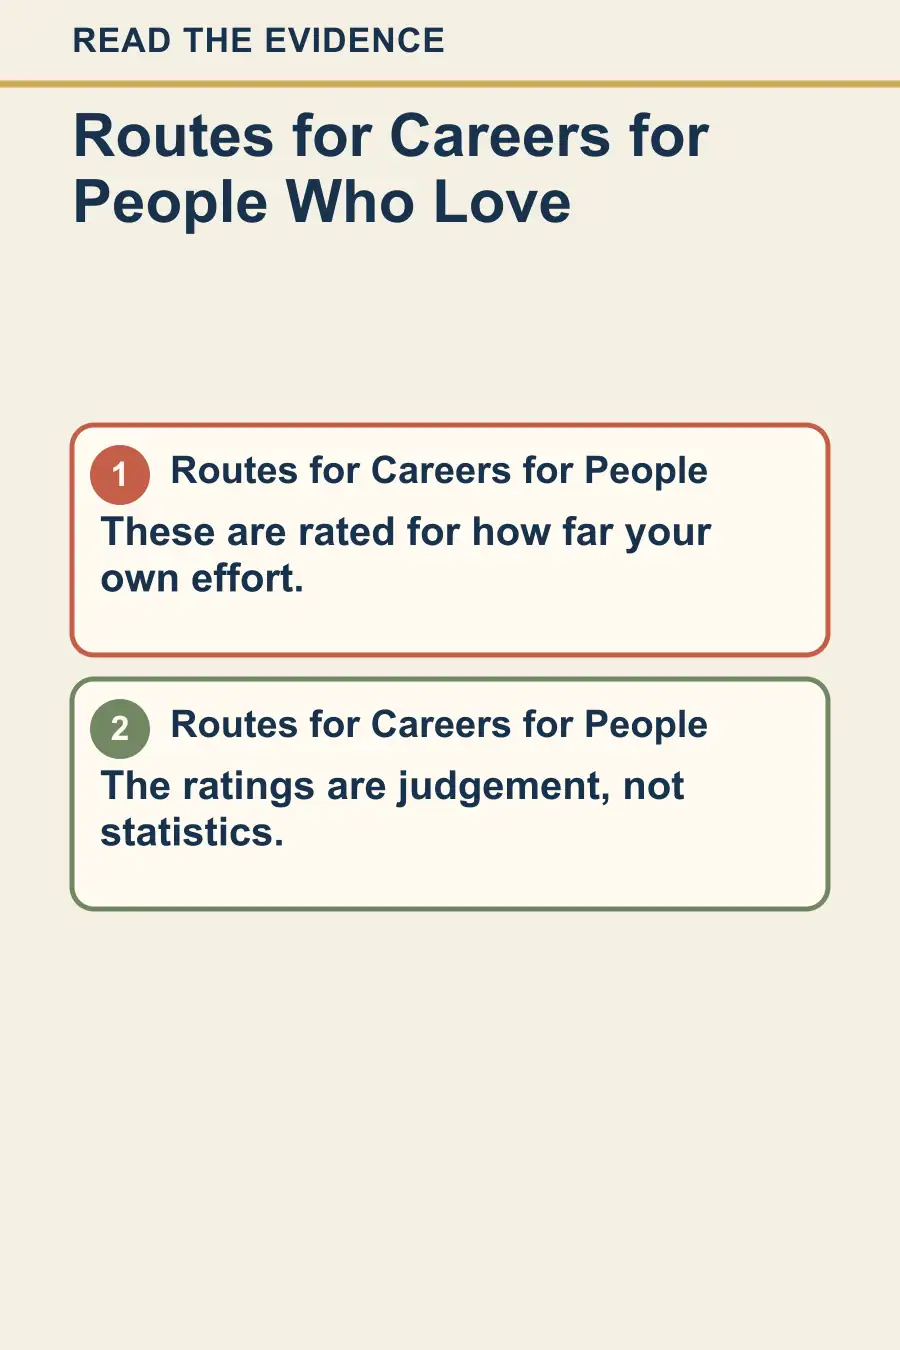 READ THE EVIDENCE
Routes for Careers for
People Who Love
1
Routes for Careers for People
These are rated for how far your
own effort.
2
Routes for Careers for People
The ratings are judgement, not
statistics.